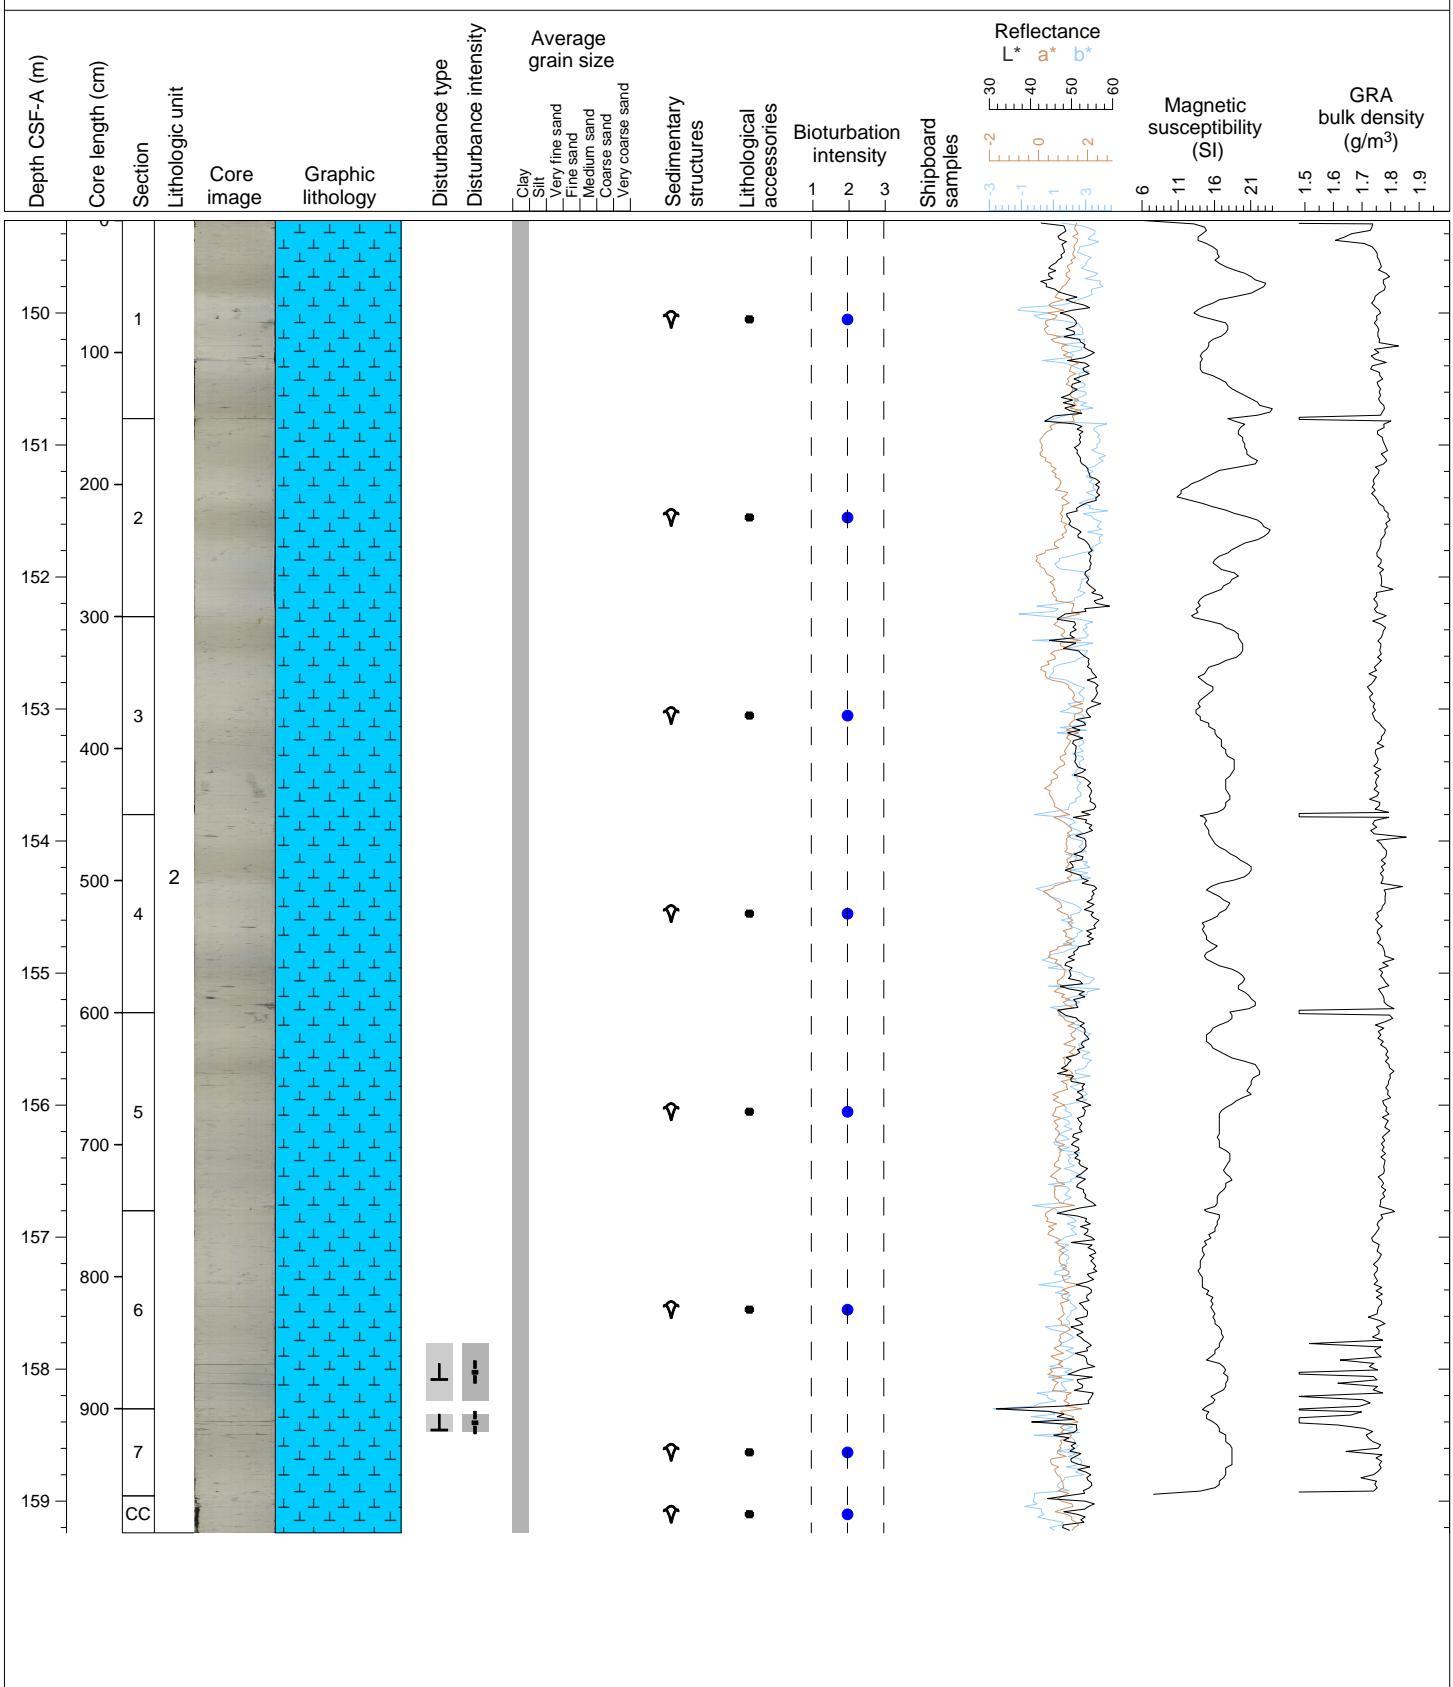 Depth CSF-A (m)
Core length (cm)
Section
Lithologic unit
Core
image
Graphic
lithology
Disturbance type
Disturbance intensity
Average
grain size
Clay
Silt
Very fine sand
Fine sand
Medium sand
Coarse sand
Very coarse sand
Sedimentary
structures
Lithological
accessories
Bioturbation
intensity
1 2 3
Shipboard
samples
Reflectance
L* a* b*
30 40 50 60
-2 0 2
-3 -1 1 3
Magnetic
susceptibility
(SI)
6 11 16 21
GRA
bulk density
(g/m3)
1.5 1.6 1.7 1.8 1.9
0
150
1
100
151
200
2
152
300
153
3
400
154
2
500
4
155
600
156
5
700
157
800
6
158
900
7
159
CC